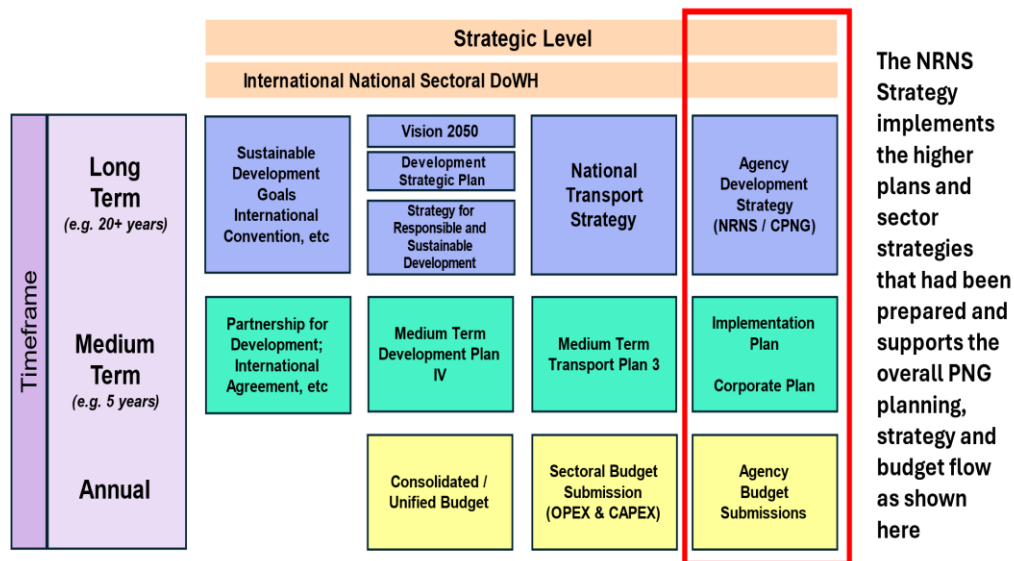 Strategic Level
International National Sectoral DoWH
Timeframe
Long
Term
(e.g. 20+ years)
Sustainable
Development
Goals
International
Convention, etc
Vision 2050
Development
Strategic Plan
Strategy for
Responsible and
Sustainable
Development
National
Transport
Strategy
Agency
Development
Strategy
(NRNS / CPNG)
Medium
Term
(e.g. 5 years)
Partnership for
Development;
International
Agreement, etc
Medium Term
Development Plan
IV
Medium Term
Transport Plan 3
Implementation
Plan
Corporate Plan
Annual
Consolidated /
Unified Budget
Sectoral Budget
Submission
(OPEX & CAPEX)
Agency
Budget
Submissions
The NRNS
Strategy
implements
the higher
plans and
sector
strategies
that had been
prepared and
supports the
overall PNG
planning,
strategy and
budget flow
as shown
here